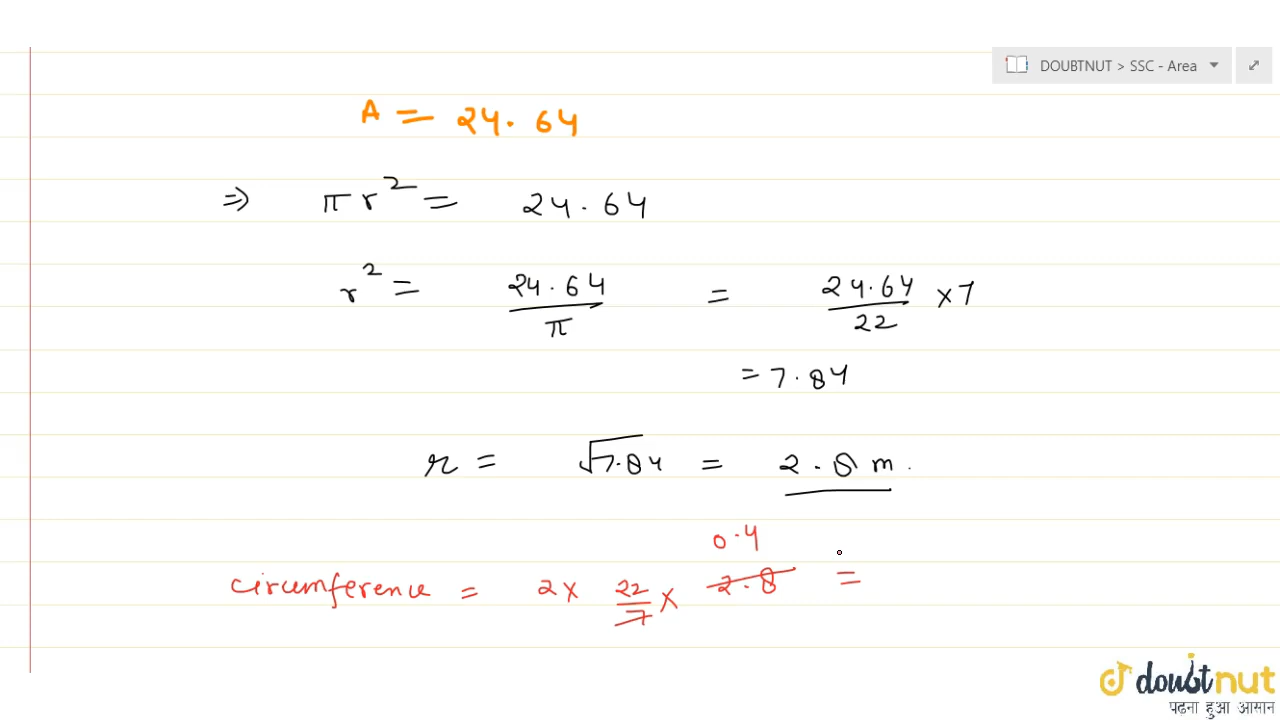 DOUBTNUT > SSC - Area
A = 24.64
⇒ πr² = 24.64
r² = 24.64/π = 24.64/22 × 7
= 7.84
r = √7.84 = 2.8 m.
0.4
circumference = 2 × 22/7 × 2.8 =
doubtnut
पढ़ना हुआ आसान